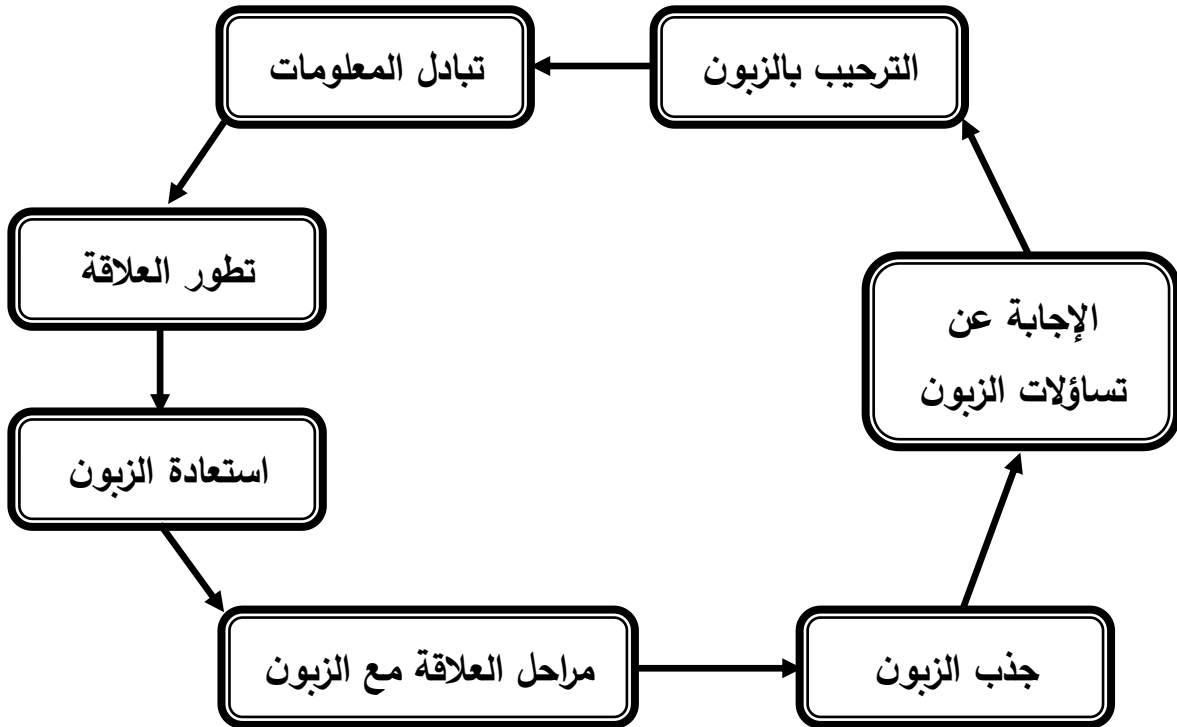 الترحيب بالزبون
تبادل المعلومات
تطور العلاقة
الإجابة عن
تساؤلات الزبون
استعادة الزبون
جذب الزبون
مراحل العلاقة مع الزبون